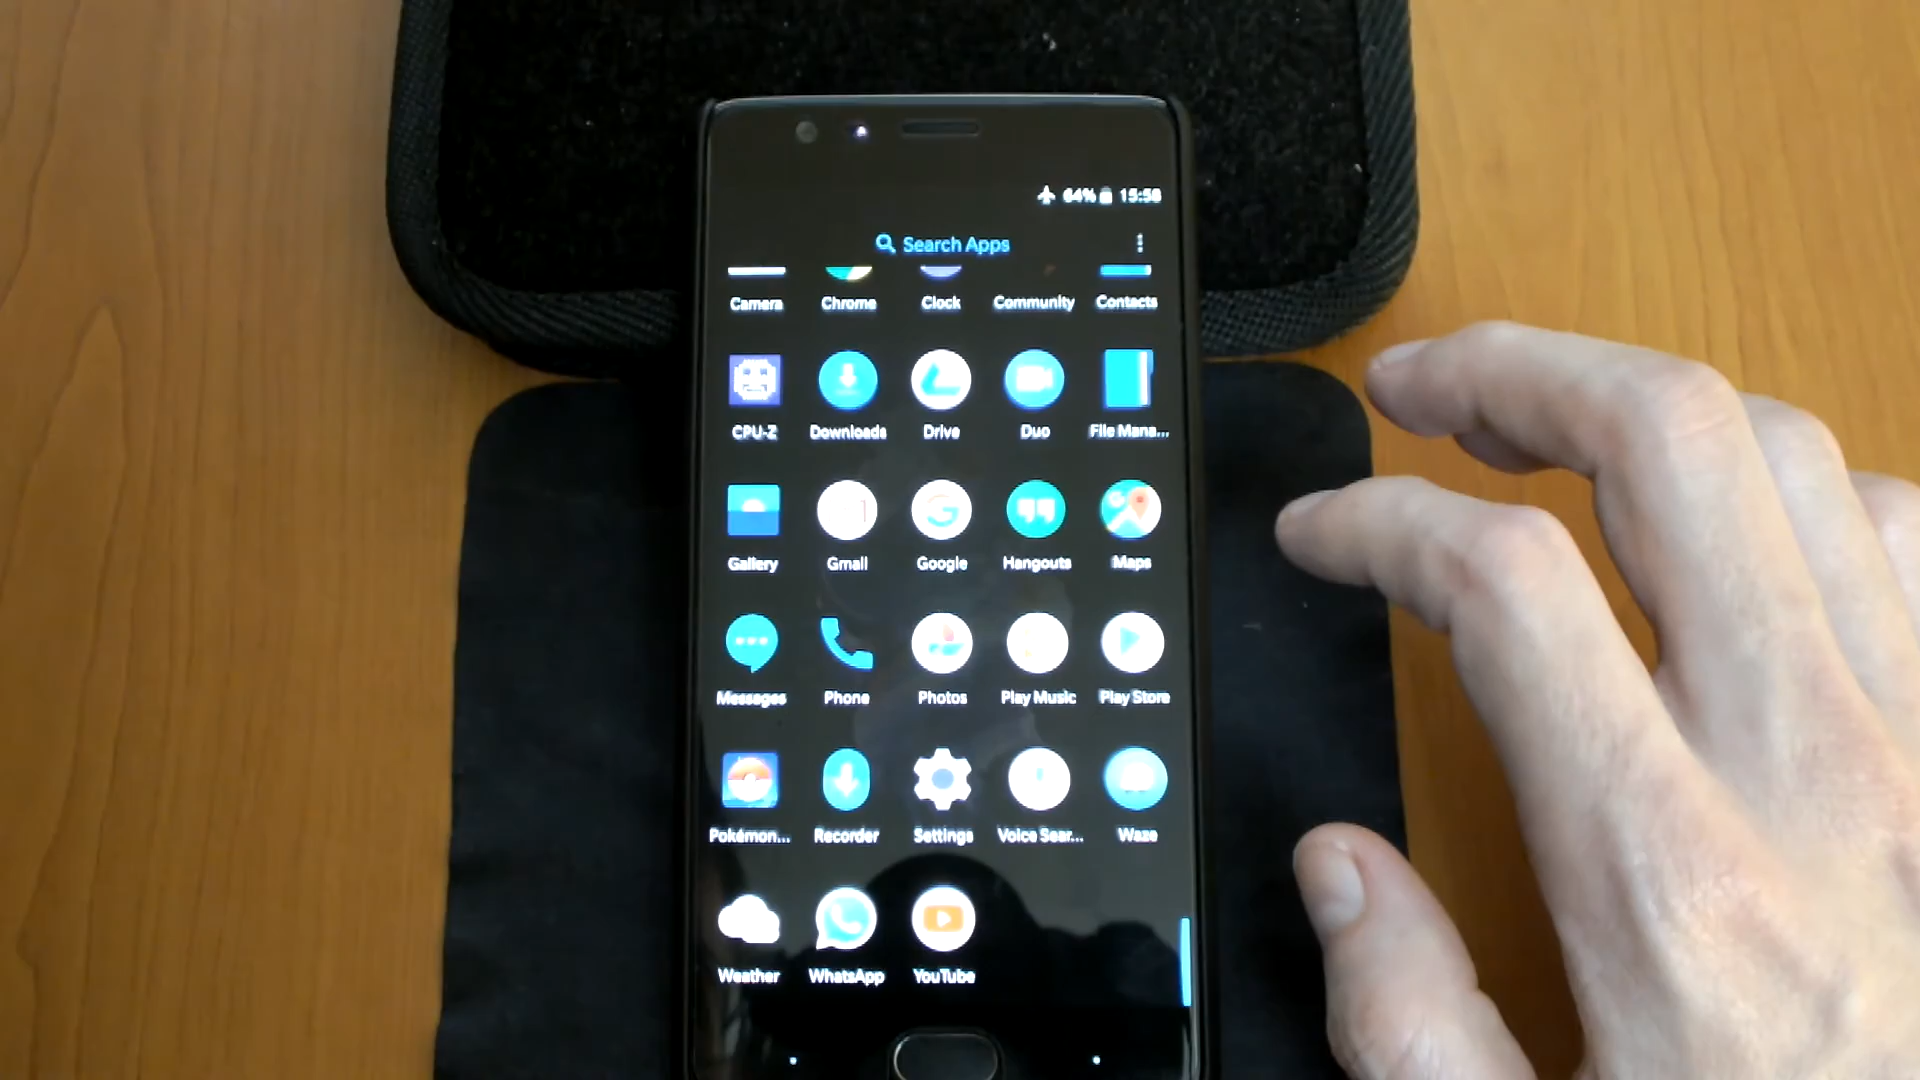 64% 15:58
Search Apps
Camera Chrome Clock Community Contacts
CPU-Z Downloads Drive Duo File Mana...
Gallery Gmail Google Hangouts Maps
Messages Phone Photos Play Music Play Store
Pokémon... Recorder Settings Voice Sear... Waze
Weather WhatsApp YouTube